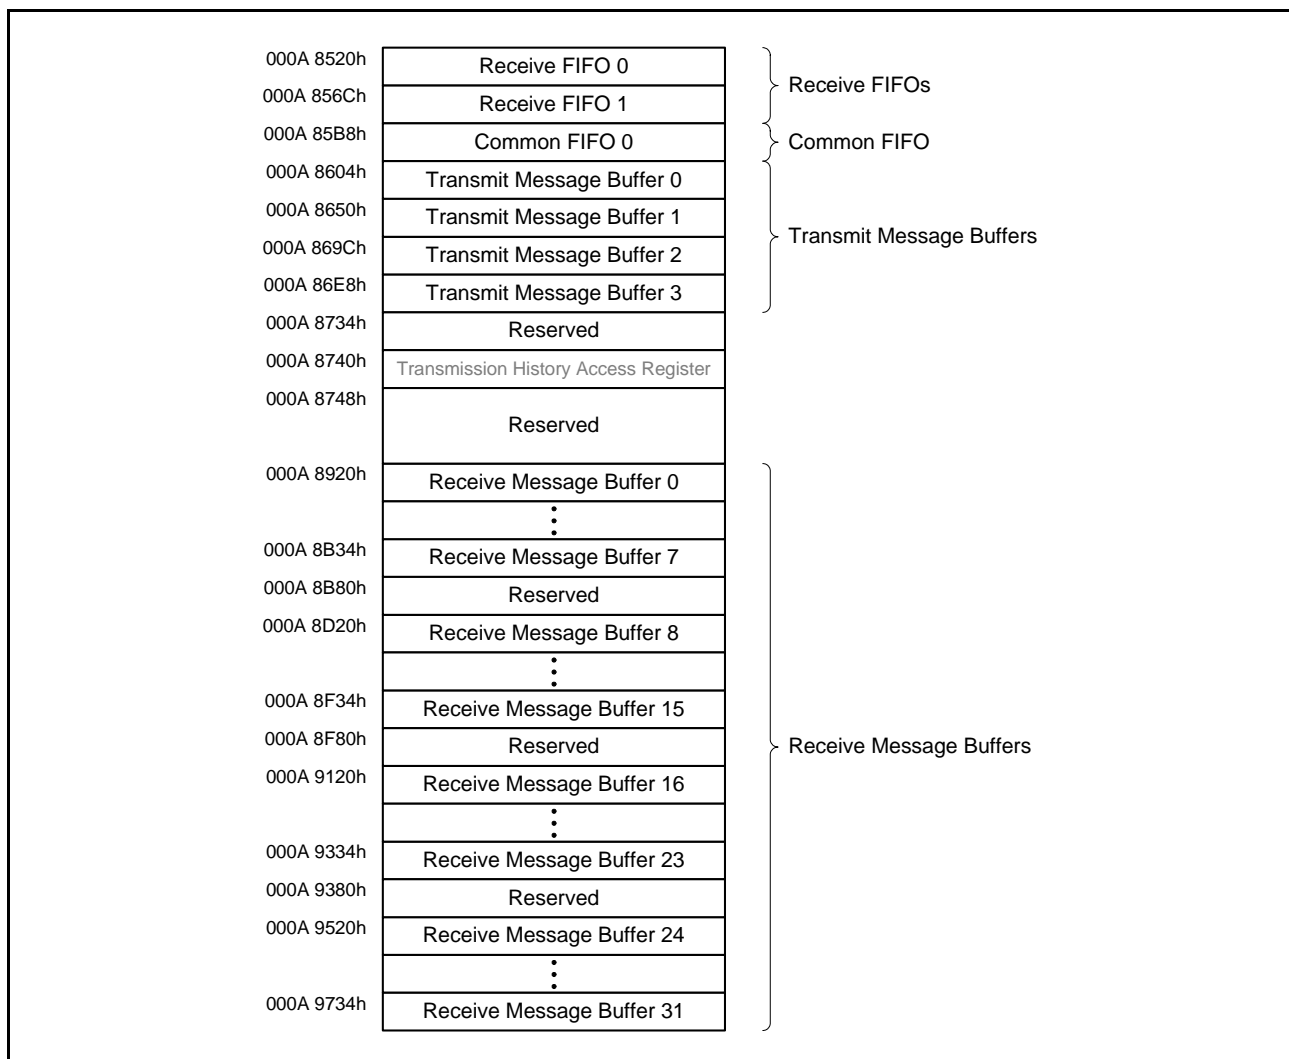 000A 8520h Receive FIFO 0
Receive FIFOs
000A 856Ch Receive FIFO 1
000A 85B8h Common FIFO 0 Common FIFO
000A 8604h Transmit Message Buffer 0
000A 8650h Transmit Message Buffer 1
Transmit Message Buffers
000A 869Ch Transmit Message Buffer 2
000A 86E8h Transmit Message Buffer 3
000A 8734h Reserved
000A 8740h Transmission History Access Register
000A 8748h Reserved
000A 8920h Receive Message Buffer 0
000A 8B34h Receive Message Buffer 7
000A 8B80h Reserved
000A 8D20h Receive Message Buffer 8
000A 8F34h Receive Message Buffer 15
000A 8F80h Reserved Receive Message Buffers
000A 9120h Receive Message Buffer 16
000A 9334h Receive Message Buffer 23
000A 9380h Reserved
000A 9520h Receive Message Buffer 24
000A 9734h Receive Message Buffer 31